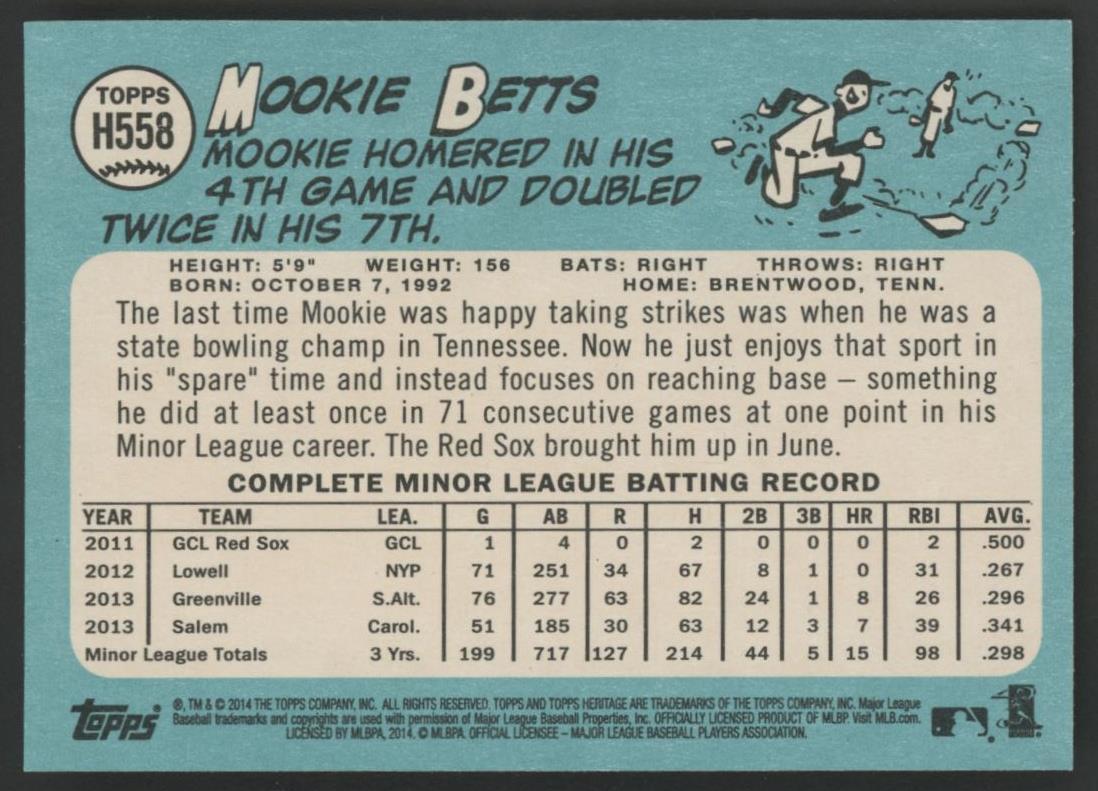 TOPPS
H558
MOOKIE BETTS
MOOKIE HOMERED IN HIS
4TH GAME AND DOUBLED
TWICE IN HIS 7TH.
HEIGHT: 5'9" WEIGHT: 156 BATS: RIGHT THROWS: RIGHT
BORN: OCTOBER 7, 1992 HOME: BRENTWOOD, TENN.
The last time Mookie was happy taking strikes was when he was a
state bowling champ in Tennessee. Now he just enjoys that sport in
his "spare" time and instead focuses on reaching base – something
he did at least once in 71 consecutive games at one point in his
Minor League career. The Red Sox brought him up in June.
COMPLETE MINOR LEAGUE BATTING RECORD
YEAR TEAM LEA. G AB R H 2B 3B HR RBI AVG.
2011 GCL Red Sox GCL 1 4 0 2 0 0 0 2 .500
2012 Lowell NYP 71 251 34 67 8 1 0 31 .267
2013 Greenville S.Alt. 76 277 63 82 24 1 8 26 .296
2013 Salem Carol. 51 185 30 63 12 3 7 39 .341
Minor League Totals 3 Yrs. 199 717 127 214 44 5 15 98 .298
Topps
®, TM & © 2014 THE TOPPS COMPANY, INC. ALL RIGHTS RESERVED. TOPPS AND TOPPS HERITAGE ARE TRADEMARKS OF THE TOPPS COMPANY, INC. Major League
Baseball trademarks and copyrights are used with permission of Major League Baseball Properties, Inc. OFFICIALLY LICENSED PRODUCT OF MLBP. Visit MLB.com.
LICENSED BY MLBPA, 2014. © MLBPA. OFFICIAL LICENSEE – MAJOR LEAGUE BASEBALL PLAYERS ASSOCIATION.